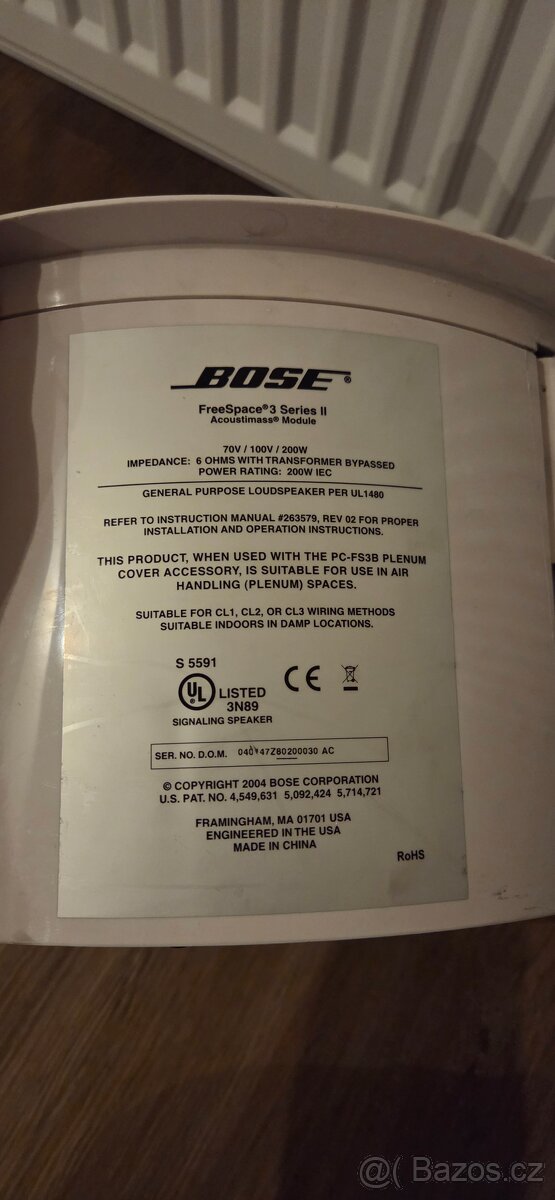 BOSE®
FreeSpace® 3 Series II
Acoustimass® Module
70V / 100V / 200W
IMPEDANCE: 6 OHMS WITH TRANSFORMER BYPASSED
POWER RATING: 200W IEC
GENERAL PURPOSE LOUDSPEAKER PER UL1480
REFER TO INSTRUCTION MANUAL #263579, REV 02 FOR PROPER
INSTALLATION AND OPERATION INSTRUCTIONS.
THIS PRODUCT, WHEN USED WITH THE PC-FS3B PLENUM
COVER ACCESSORY, IS SUITABLE FOR USE IN AIR
HANDLING (PLENUM) SPACES.
SUITABLE FOR CL1, CL2, OR CL3 WIRING METHODS
SUITABLE INDOORS IN DAMP LOCATIONS.
S 5591
UL LISTED
3N89
SIGNALING SPEAKER
CE
SER. NO. D.O.M. AC
© COPYRIGHT 2004 BOSE CORPORATION
U.S. PAT. NO. 4,549,631 5,092,424 5,714,721
FRAMINGHAM, MA 01701 USA
ENGINEERED IN THE USA
MADE IN CHINA
RoHS
@( Bazos.cz